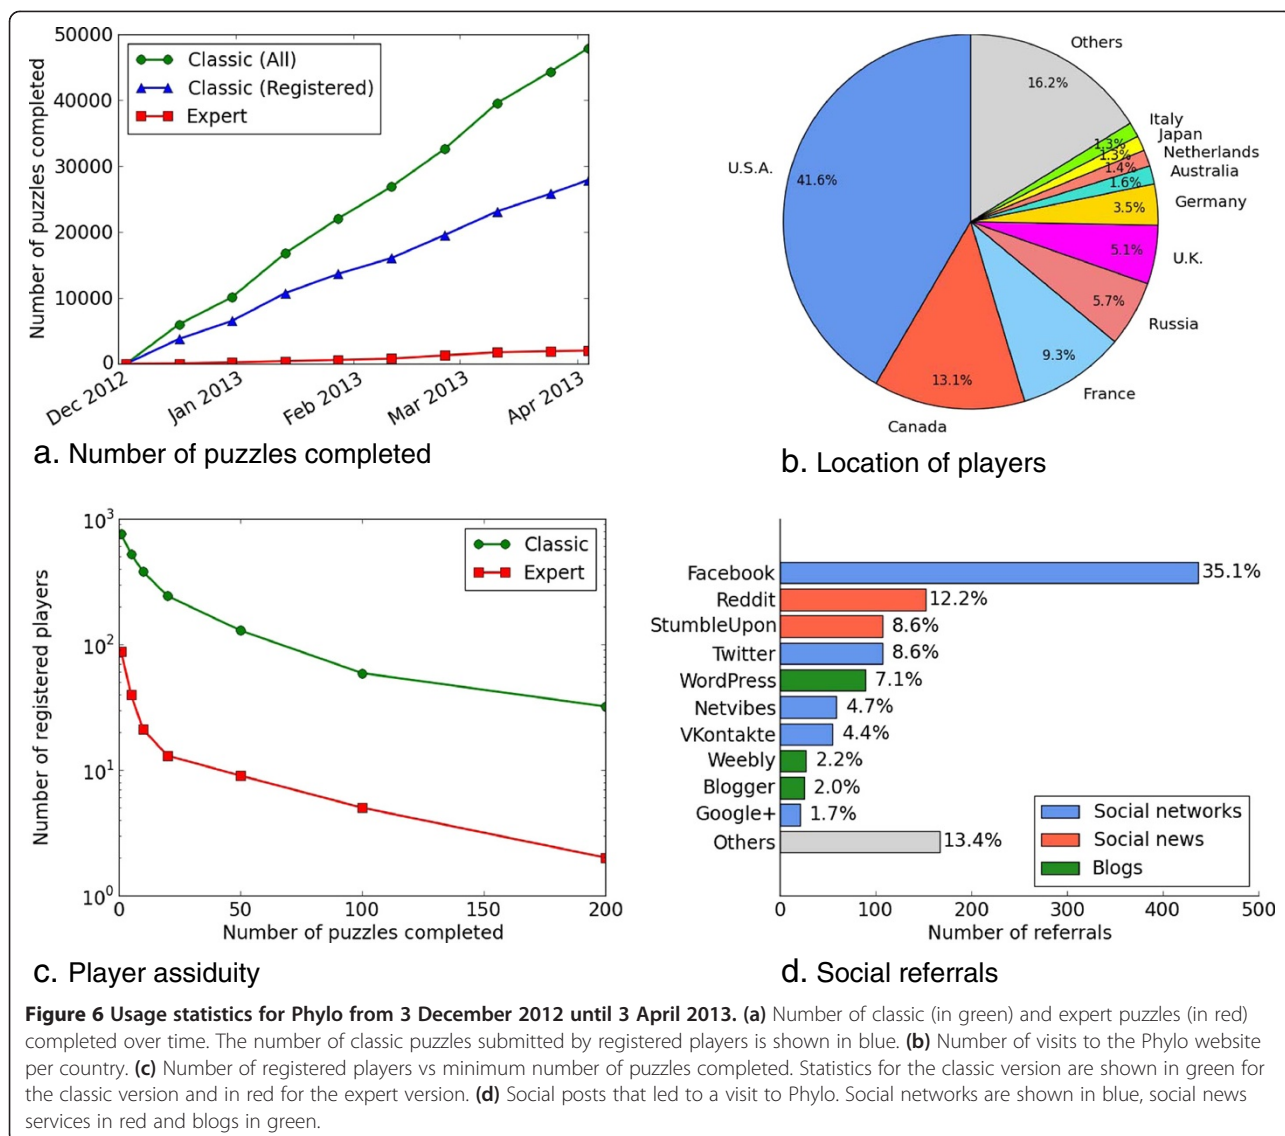 50000
40000
30000
20000
10000
0
Number of puzzles completed
Classic (All)
Classic (Registered)
Expert
Dec 2012
Jan 2013
Feb 2013
Mar 2013
Apr 2013
a. Number of puzzles completed
Others
16.2%
Italy
1.3%
Japan
1.3%
Netherlands
1.4%
Australia
1.6%
Germany
3.5%
U.K.
5.1%
Russia
5.7%
France
9.3%
Canada
13.1%
U.S.A.
41.6%
b. Location of players
10³
10²
10¹
10⁰
Number of registered players
Classic
Expert
0 50 100 150 200
Number of puzzles completed
c. Player assiduity
Facebook 35.1%
Reddit 12.2%
StumbleUpon 8.6%
Twitter 8.6%
WordPress 7.1%
Netvibes 4.7%
VKontakte 4.4%
Weebly 2.2%
Blogger 2.0%
Google+ 1.7%
Others 13.4%
Social networks
Social news
Blogs
0 100 200 300 400 500
Number of referrals
d. Social referrals
Figure 6 Usage statistics for Phylo from 3 December 2012 until 3 April 2013. (a) Number of classic (in green) and expert puzzles (in red)
completed over time. The number of classic puzzles submitted by registered players is shown in blue. (b) Number of visits to the Phylo website
per country. (c) Number of registered players vs minimum number of puzzles completed. Statistics for the classic version are shown in green for
the classic version and in red for the expert version. (d) Social posts that led to a visit to Phylo. Social networks are shown in blue, social news
services in red and blogs in green.